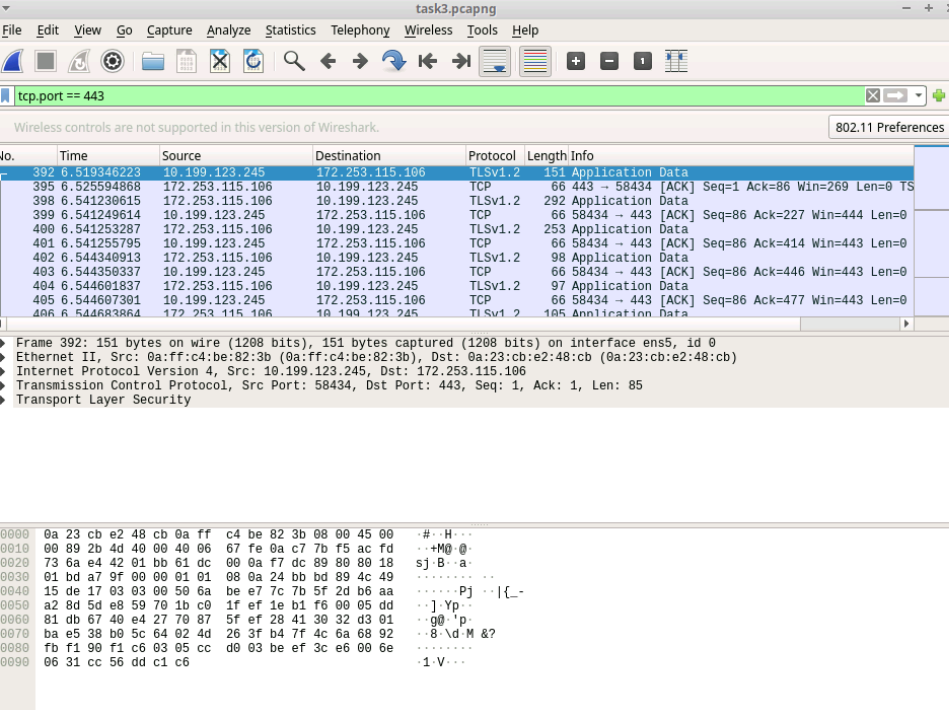 task3.pcapng
File Edit View Go Capture Analyze Statistics Telephony Wireless Tools Help
tcp.port == 443
Wireless controls are not supported in this version of Wireshark. 802.11 Preferences
No. Time Source Destination Protocol Length Info
392 6.519346223 10.199.123.245 172.253.115.106 TLSv1.2 151 Application Data
395 6.525594868 172.253.115.106 10.199.123.245 TCP 66 443 → 58434 [ACK] Seq=1 Ack=86 Win=269 Len=0 TS
398 6.541230615 172.253.115.106 10.199.123.245 TLSv1.2 292 Application Data
399 6.541249614 10.199.123.245 172.253.115.106 TCP 66 58434 → 443 [ACK] Seq=86 Ack=227 Win=444 Len=0
400 6.541253287 172.253.115.106 10.199.123.245 TLSv1.2 253 Application Data
401 6.541255795 10.199.123.245 172.253.115.106 TCP 66 58434 → 443 [ACK] Seq=86 Ack=414 Win=443 Len=0
402 6.544340913 172.253.115.106 10.199.123.245 TLSv1.2 98 Application Data
403 6.544350337 10.199.123.245 172.253.115.106 TCP 66 58434 → 443 [ACK] Seq=86 Ack=446 Win=443 Len=0
404 6.544601837 172.253.115.106 10.199.123.245 TLSv1.2 97 Application Data
405 6.544607301 10.199.123.245 172.253.115.106 TCP 66 58434 → 443 [ACK] Seq=86 Ack=477 Win=443 Len=0
406 6.544683864 172.253.115.106 10.199.123.245 TLSv1.2 105 Application Data
Frame 392: 151 bytes on wire (1208 bits), 151 bytes captured (1208 bits) on interface ens5, id 0
Ethernet II, Src: 0a:ff:c4:be:82:3b (0a:ff:c4:be:82:3b), Dst: 0a:23:cb:e2:48:cb (0a:23:cb:e2:48:cb)
Internet Protocol Version 4, Src: 10.199.123.245, Dst: 172.253.115.106
Transmission Control Protocol, Src Port: 58434, Dst Port: 443, Seq: 1, Ack: 1, Len: 85
Transport Layer Security
0000 0a 23 cb e2 48 cb 0a ff c4 be 82 3b 08 00 45 00 ·#··H···
0010 00 89 2b 4d 40 00 40 06 67 fe 0a c7 7b f5 ac fd ··+M@·@·
0020 73 6a e4 42 01 bb 61 dc 00 0a f7 dc 89 80 80 18 sj·B··a·
0030 01 bd a7 9f 00 00 01 01 08 0a 24 bb bd 89 4c 49 ········ ··
0040 15 de 17 03 03 00 50 6a be e7 7c 7b 5f 2d b6 aa ······Pj ··|{_-
0050 a2 8d 5d e8 59 70 1b c0 1f ef 1e b1 f6 00 05 dd ··]·Yp··
0060 81 db 67 40 e4 27 70 87 5f ef 28 41 30 32 d3 01 ··g@·'p·
0070 ba e5 38 b0 5c 64 02 4d 26 3f b4 7f 4c 6a 68 92 ··8·\d·M &?
0080 fb f1 90 f1 c6 03 05 cc d0 03 be ef 3c e6 00 6e ········
0090 06 31 cc 56 dd c1 c6 ·1·V···